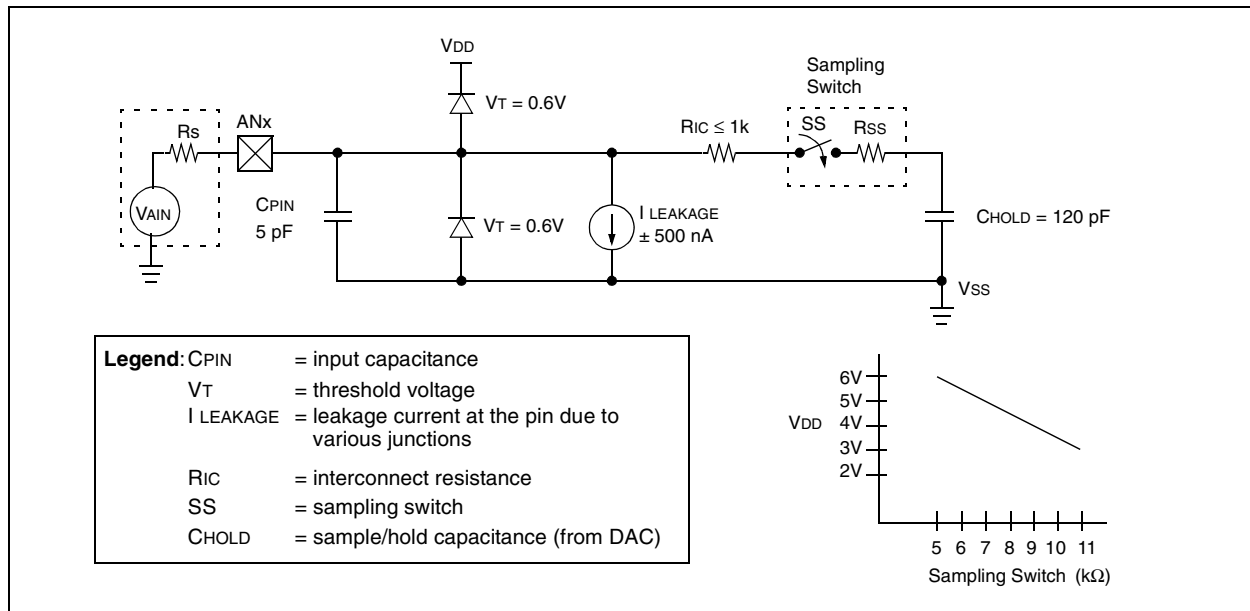 VDD
Sampling
Switch
VT = 0.6V
ANx
RIC ≤ 1k
SS
RSS
Rs
VAIN
CPIN
5 pF
VT = 0.6V
I LEAKAGE
± 500 nA
CHOLD = 120 pF
VSS
Legend: CPIN = input capacitance
VT = threshold voltage
I LEAKAGE = leakage current at the pin due to
various junctions
RIC = interconnect resistance
SS = sampling switch
CHOLD = sample/hold capacitance (from DAC)
6V
5V
VDD 4V
3V
2V
5 6 7 8 9 10 11
Sampling Switch (kΩ)